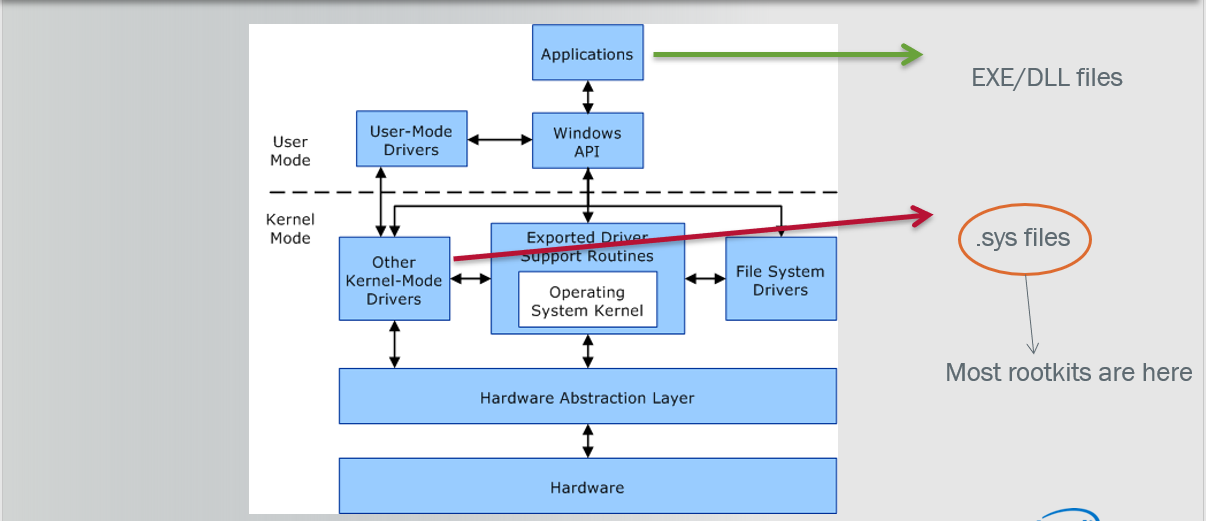 Applications
EXE/DLL files
User-Mode
Drivers
Windows
API
User
Mode
Kernel
Mode
Exported Driver
Support Routines
.sys files
Other
Kernel-Mode
Drivers
File System
Drivers
Operating
System Kernel
Most rootkits are here
Hardware Abstraction Layer
Hardware